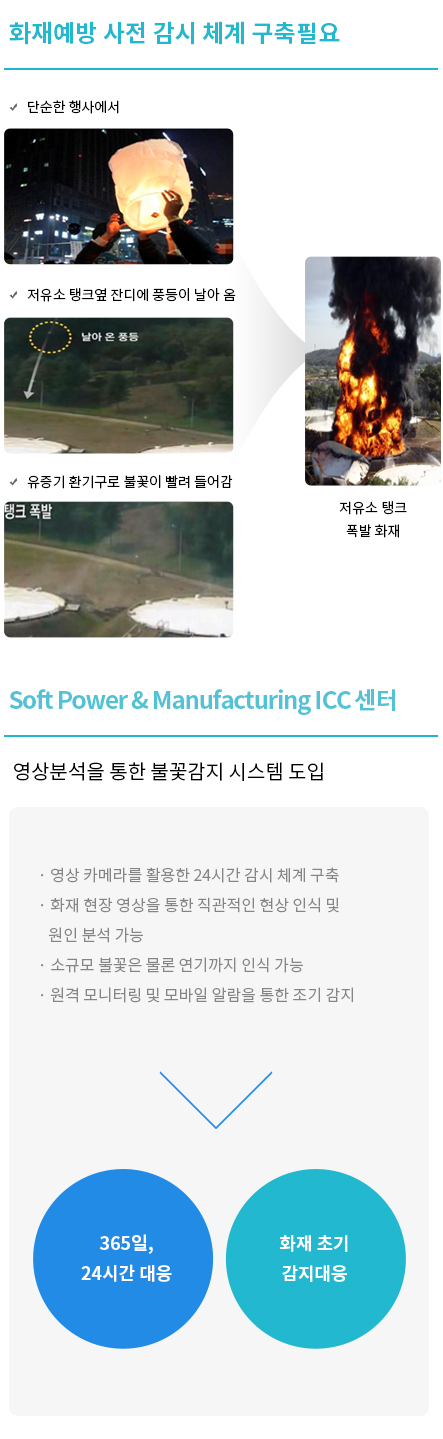 화재예방 사전 감시 체계 구축필요
단순한 행사에서
저유소 탱크옆 잔디에 풍등이 날아 옴
날아 온 풍등
유증기 환기구로 불꽃이 빨려 들어감
탱크 폭발
저유소 탱크
폭발 화재
Soft Power & Manufacturing ICC 센터
영상분석을 통한 불꽃감지 시스템 도입
· 영상 카메라를 활용한 24시간 감시 체계 구축
· 화재 현장 영상을 통한 직관적인 현상 인식 및
원인 분석 가능
· 소규모 불꽃은 물론 연기까지 인식 가능
· 원격 모니터링 및 모바일 알람을 통한 조기 감지
365일,
24시간 대응
화재 초기
감지대응